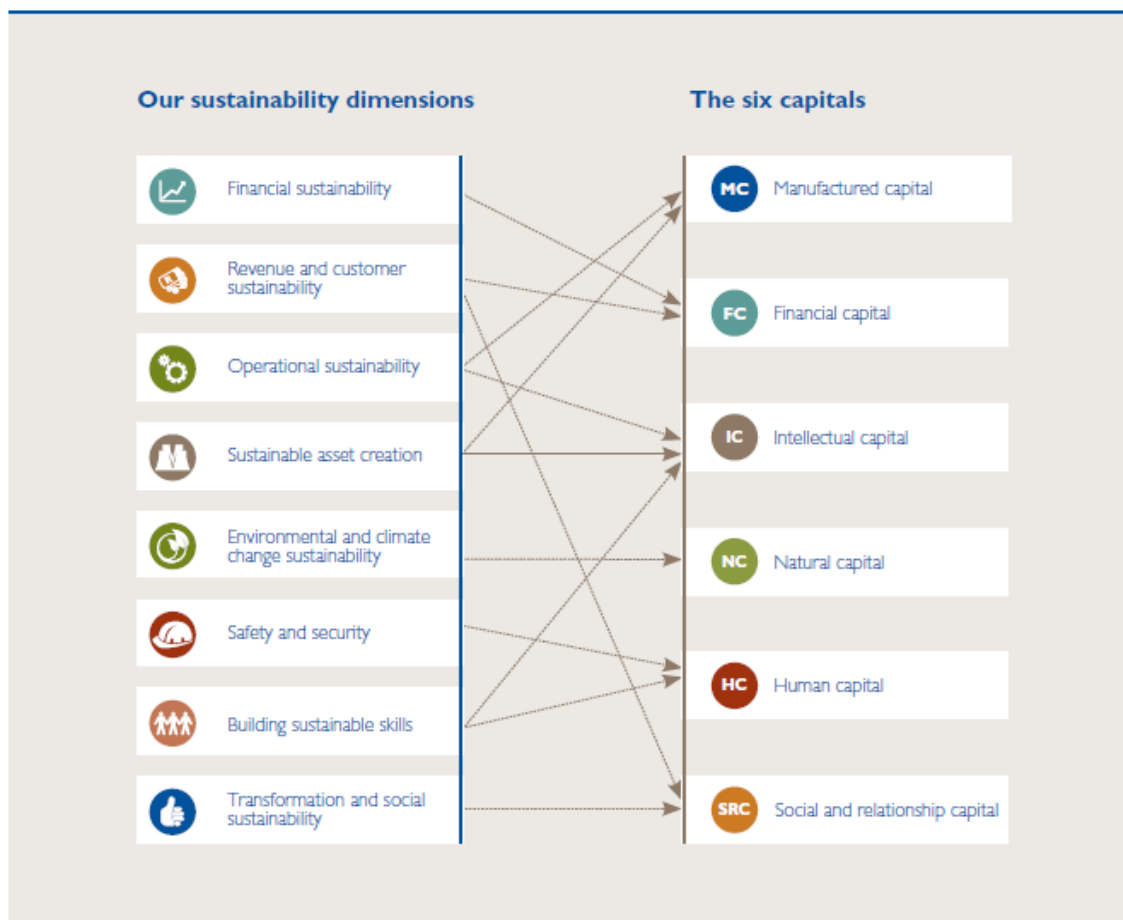 Our sustainability dimensions
Financial sustainability
Revenue and customer
sustainability
Operational sustainability
Sustainable asset creation
Environmental and climate
change sustainability
Safety and security
Building sustainable skills
Transformation and social
sustainability
The six capitals
MC Manufactured capital
FC Financial capital
IC Intellectual capital
NC Natural capital
HC Human capital
SRC Social and relationship capital